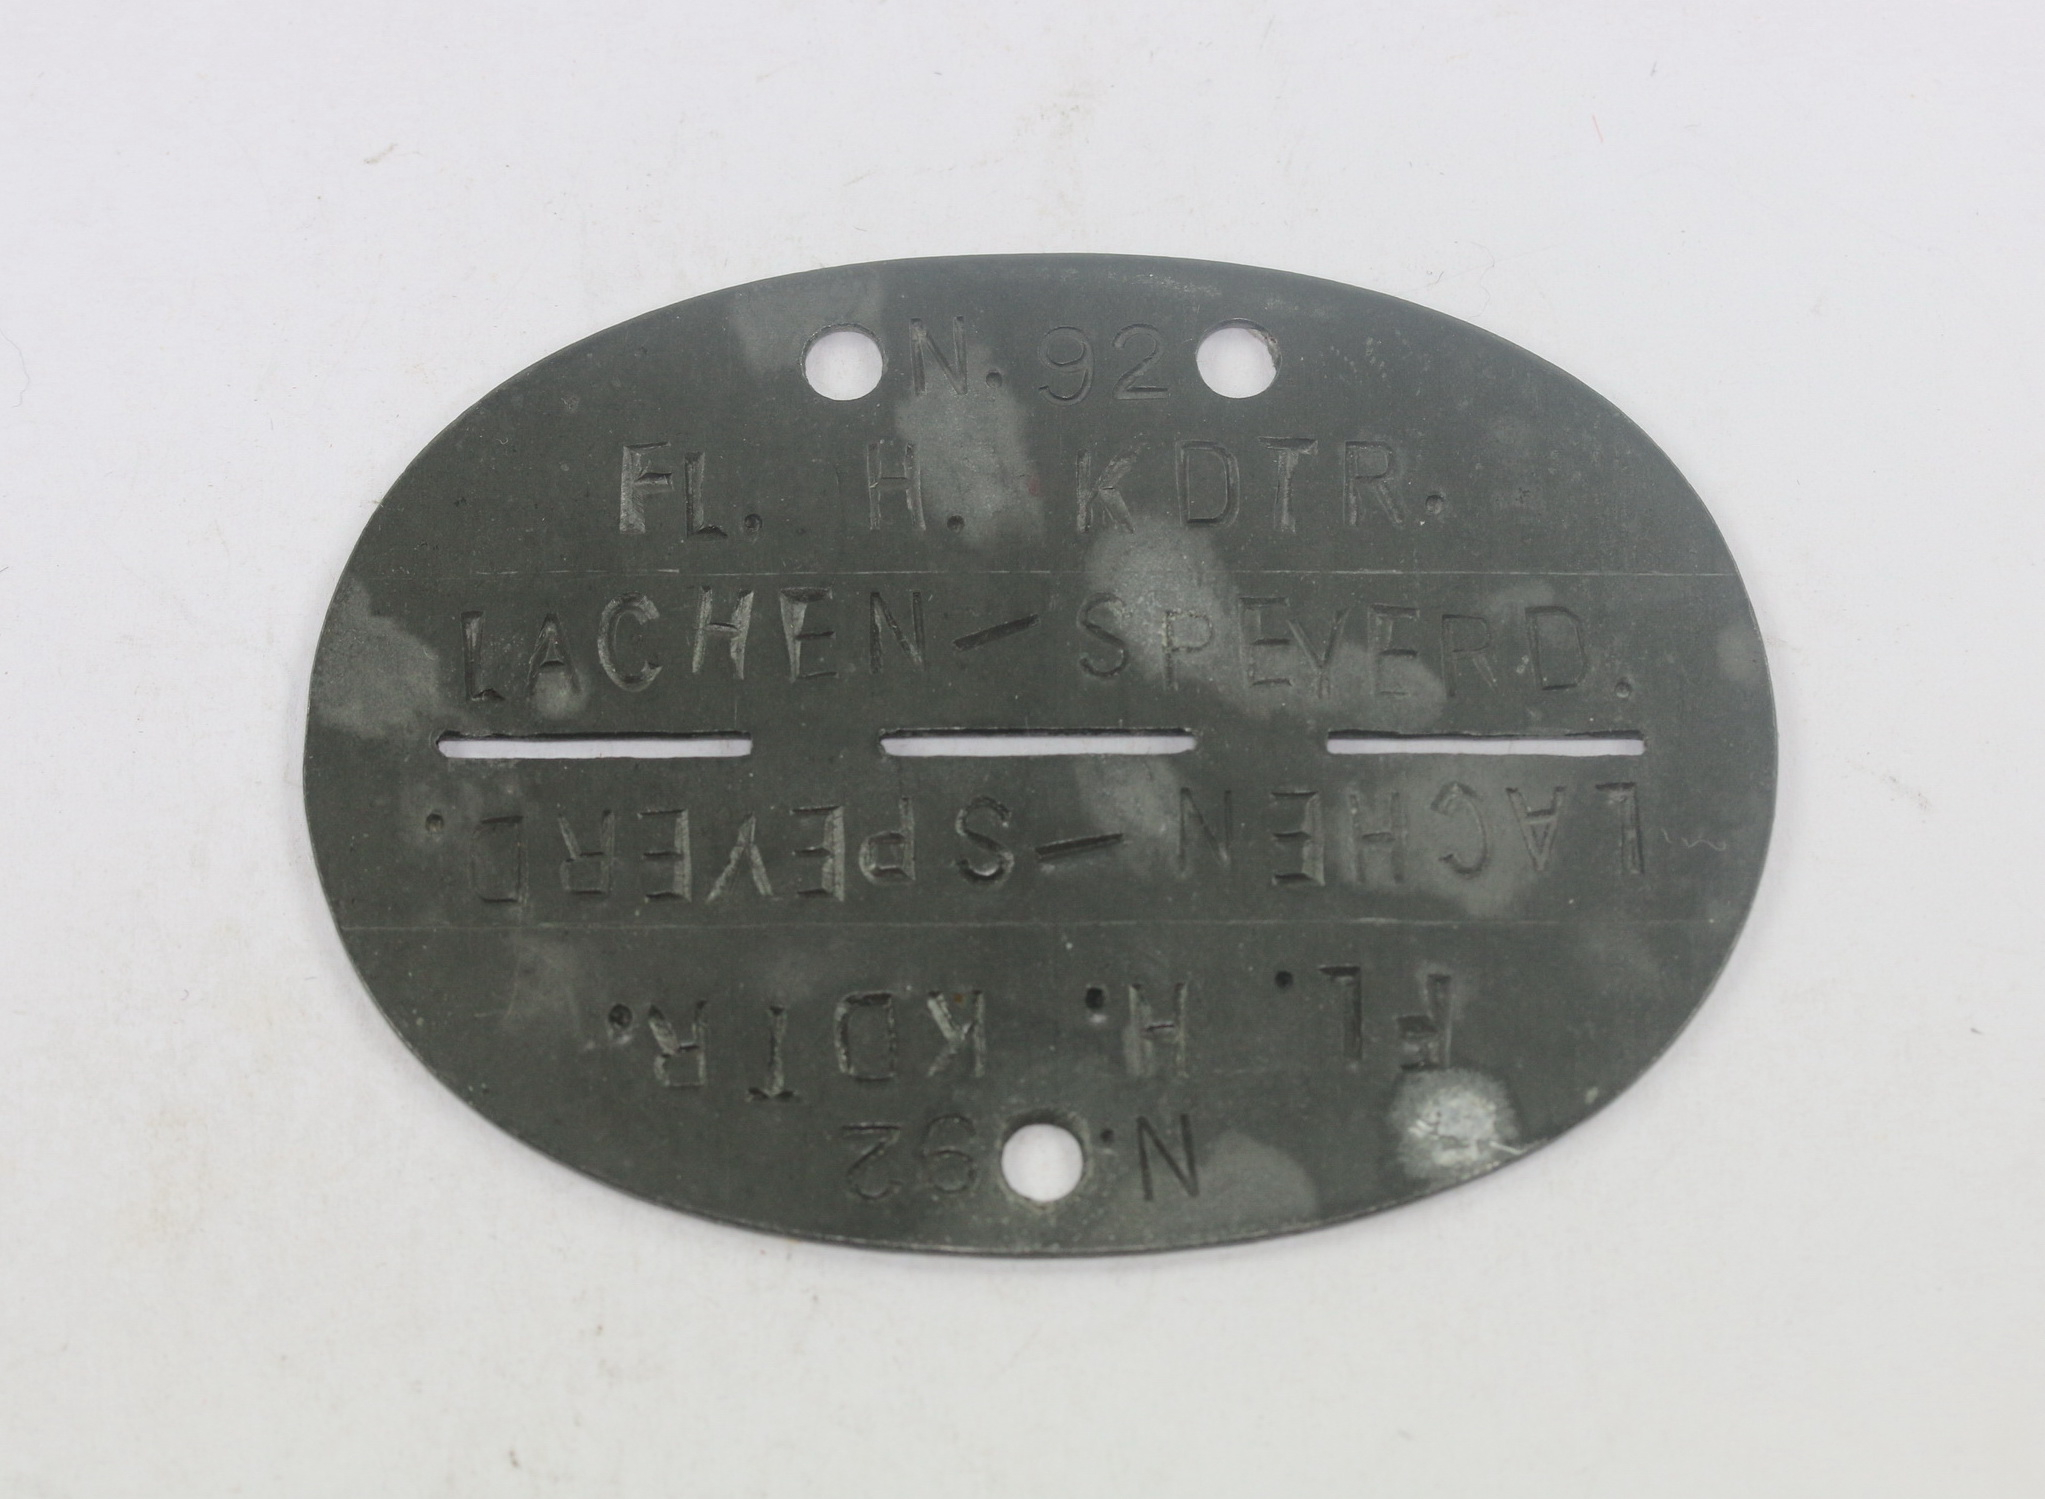 N. 92
FL. H. KDTR.
LACHEN-SPEYERD.
LACHEN-SPEYERD.
FL. H. KDTR.
N. 92